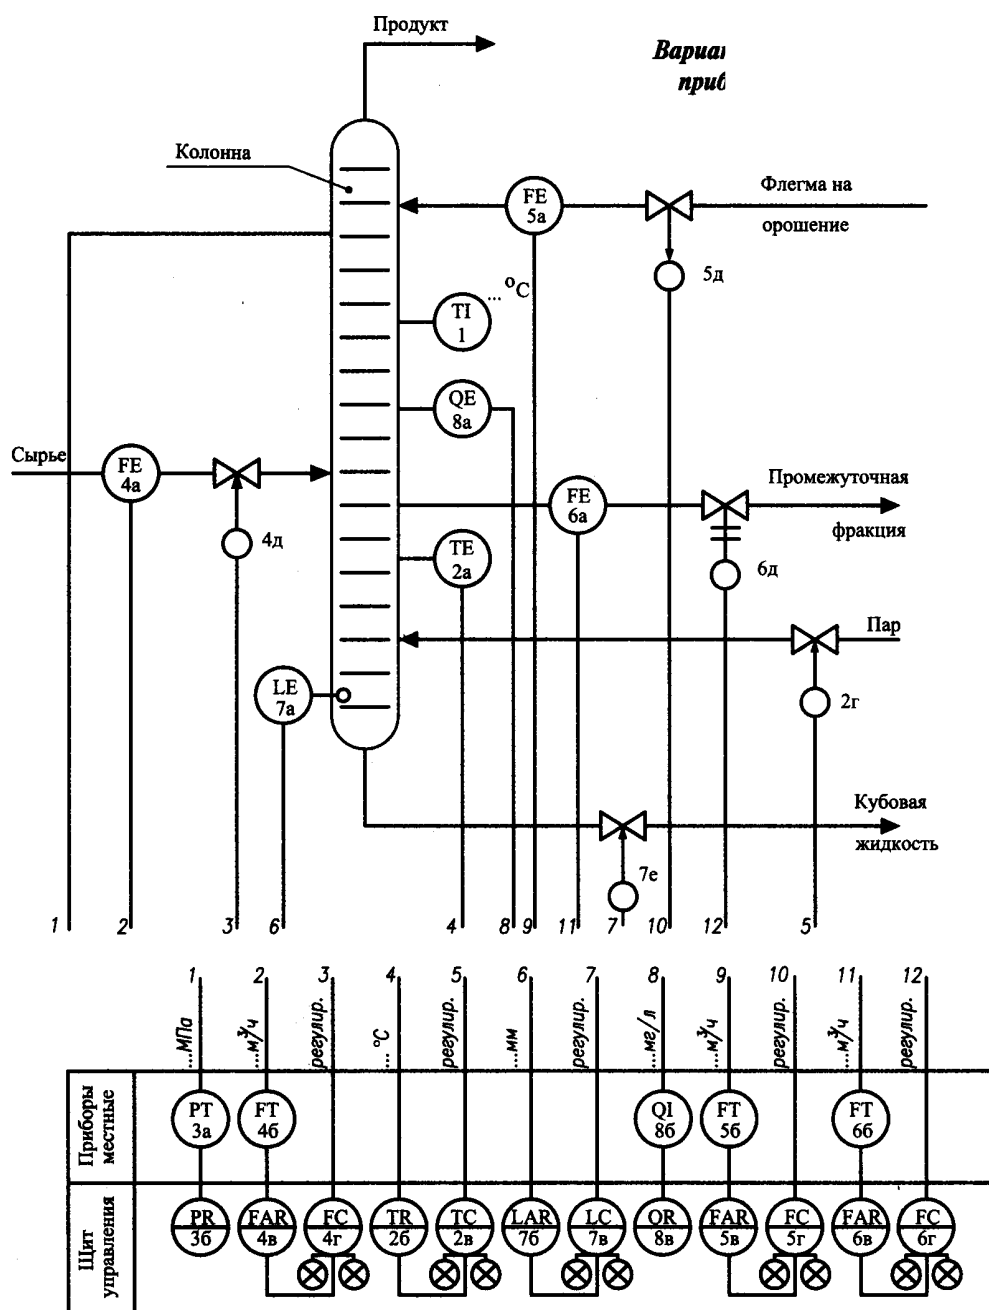 Продукт
Вариан
приб
Колонна
FE
5а
Флегма на
орошение
5д
...°С
TI
1
QE
8а
Сырье
FE
4а
4д
FE
6а
Промежуточная
фракция
TE
2а
6д
Пар
LE
7а
2г
Кубовая
жидкость
7е
1 2 3 6 4 8 9 11 7 10 12 5
1 2 3 4 5 6 7 8 9 10 11 12
...МПа
...м³/ч
регулир.
...°С
регулир.
...мм
регулир.
...мг/л
...м³/ч
регулир.
...м³/ч
регулир.
Приборы
местные
PT
3а
FT
4б
QI
8б
FT
5б
FT
6б
Щит
управления
PR
3б
FAR
4в
FC
4г
TR
2б
TC
2в
LAR
7б
LC
7в
QR
8в
FAR
5в
FC
5г
FAR
6в
FC
6г